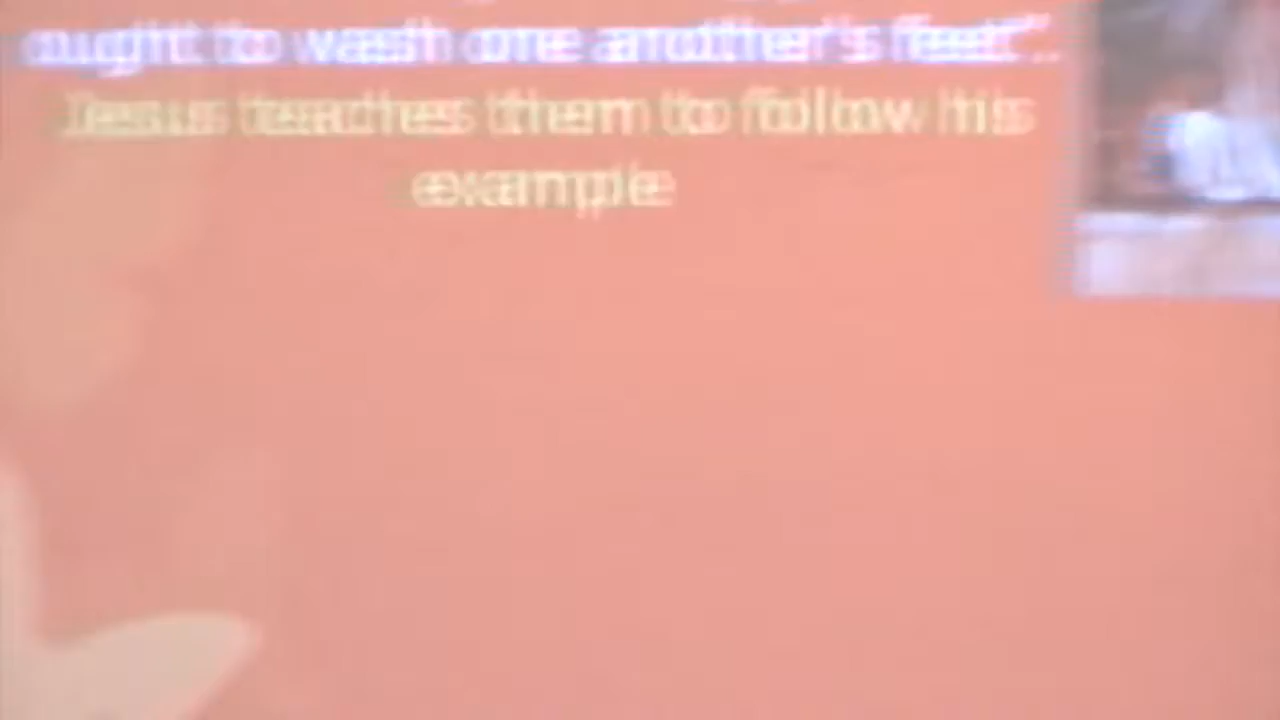 ought to wash one another's feet".
Jesus teaches them to follow his
example